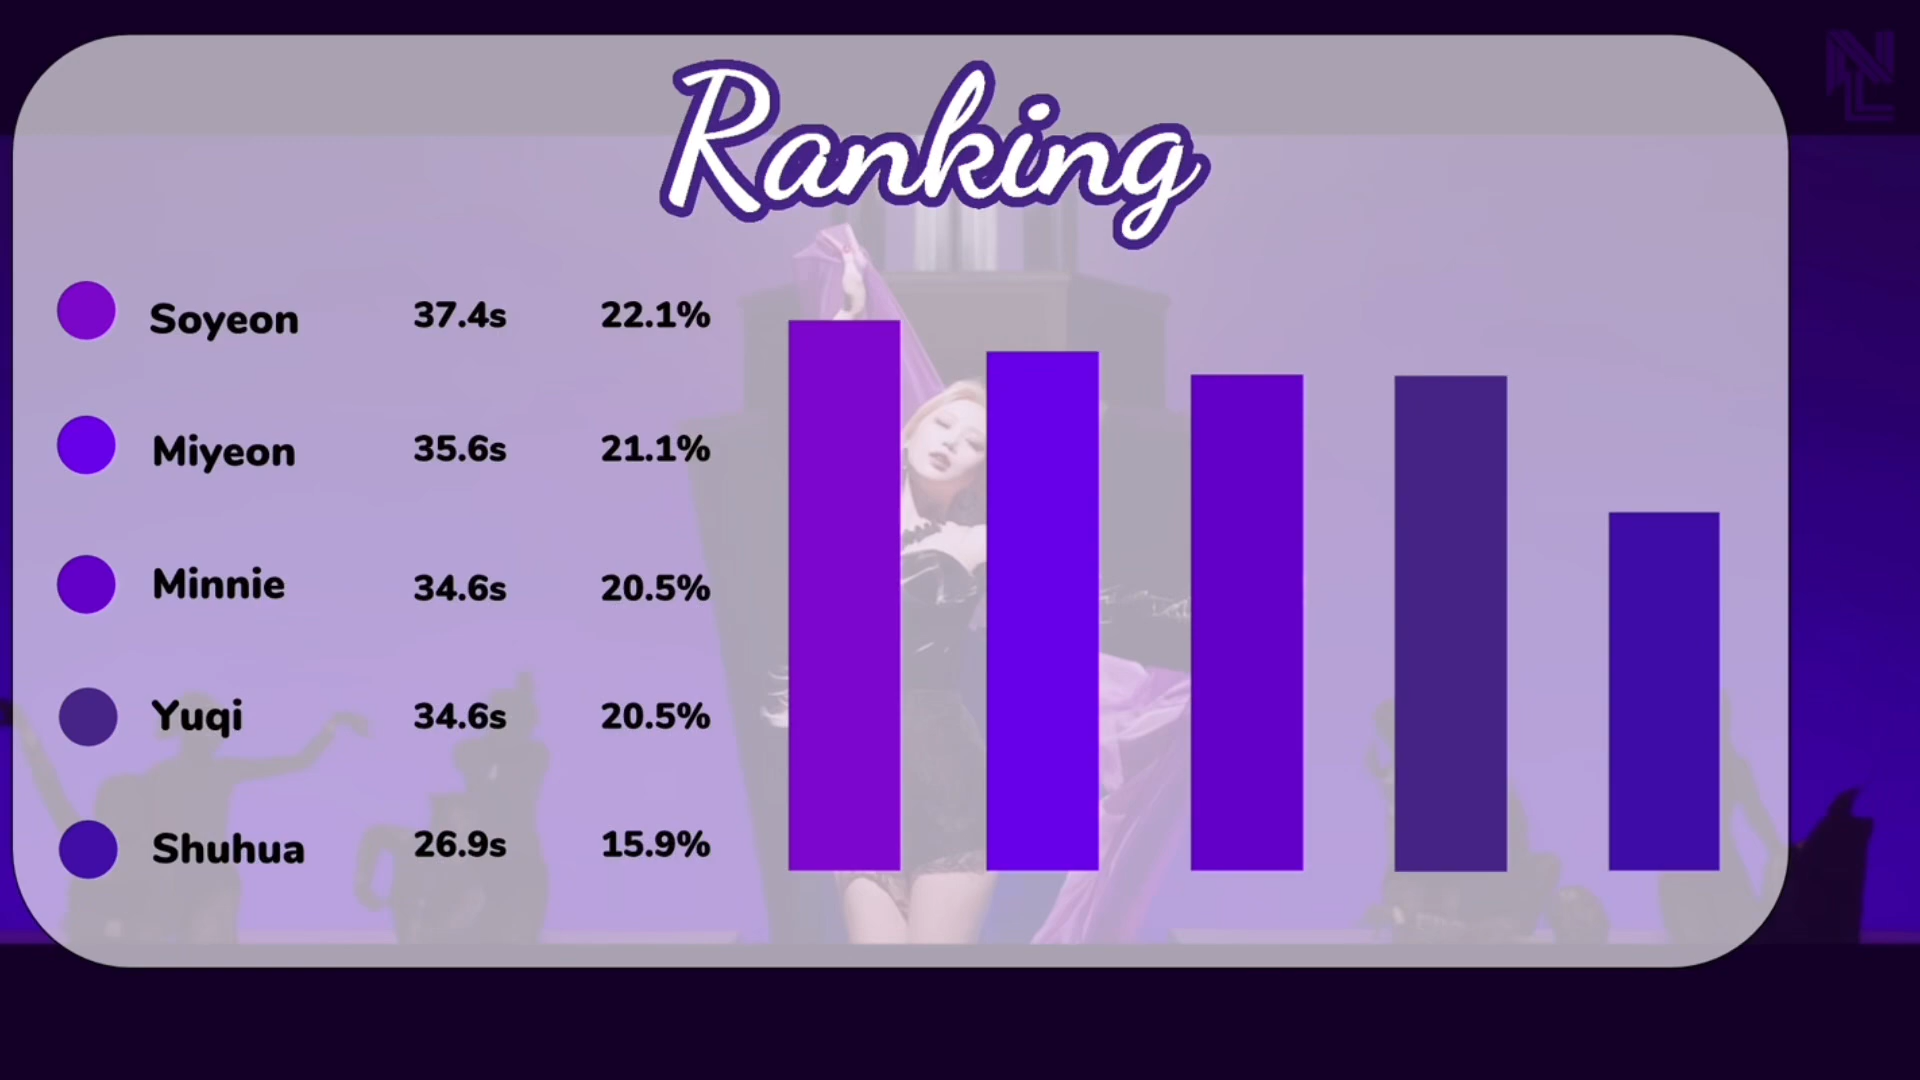 Ranking
Soyeon 37.4s 22.1%
Miyeon 35.6s 21.1%
Minnie 34.6s 20.5%
Yuqi 34.6s 20.5%
Shuhua 26.9s 15.9%
NL